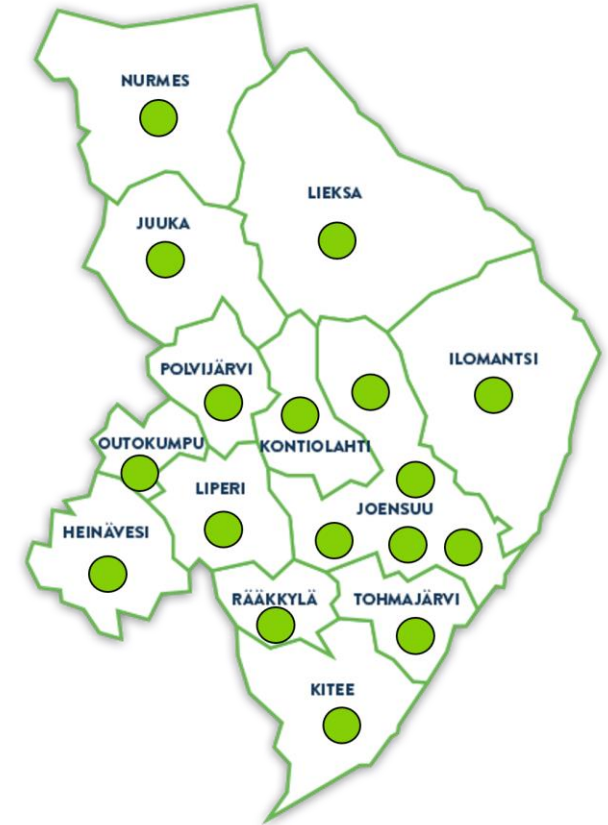 NURMES
LIEKSA
JUUKA
ILOMANTSI
POLVIJÄRVI
OUTOKUMPU
KONTIOLAHTI
LIPERI
JOENSUU
HEINÄVESI
RÄÄKKYLÄ
TOHMAJÄRVI
KITEE